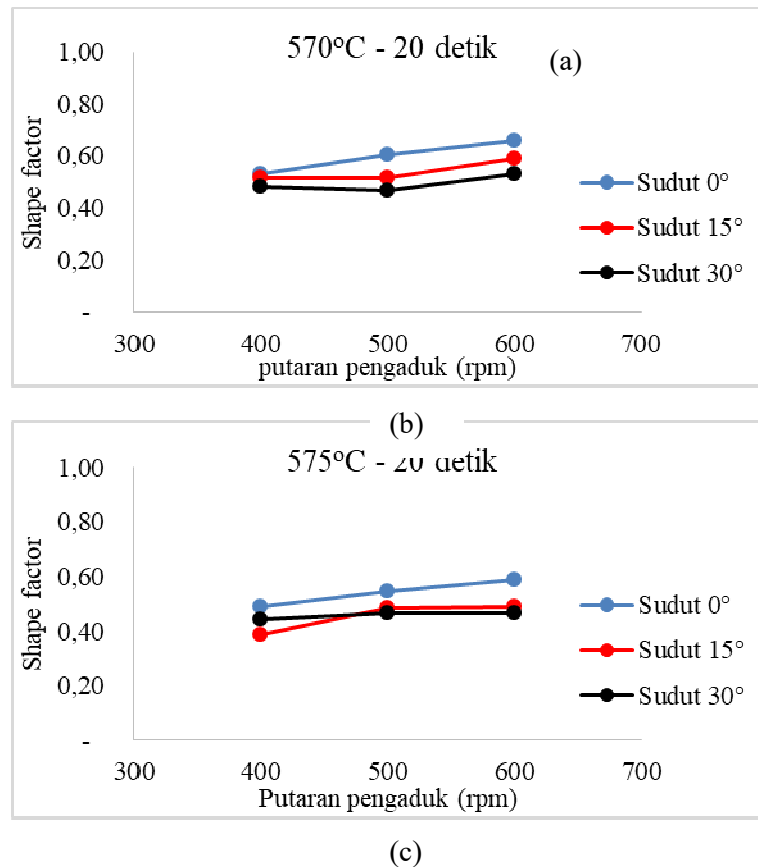 570°C - 20 detik
(a)
1,00
0,80
0,60
0,40
0,20
-
Shape factor
300 400 500 600 700
putaran pengaduk (rpm)
Sudut 0°
Sudut 15°
Sudut 30°
(b)
575°C - 20 detik
1,00
0,80
0,60
0,40
0,20
-
Shape factor
300 400 500 600 700
Putaran pengaduk (rpm)
Sudut 0°
Sudut 15°
Sudut 30°
(c)